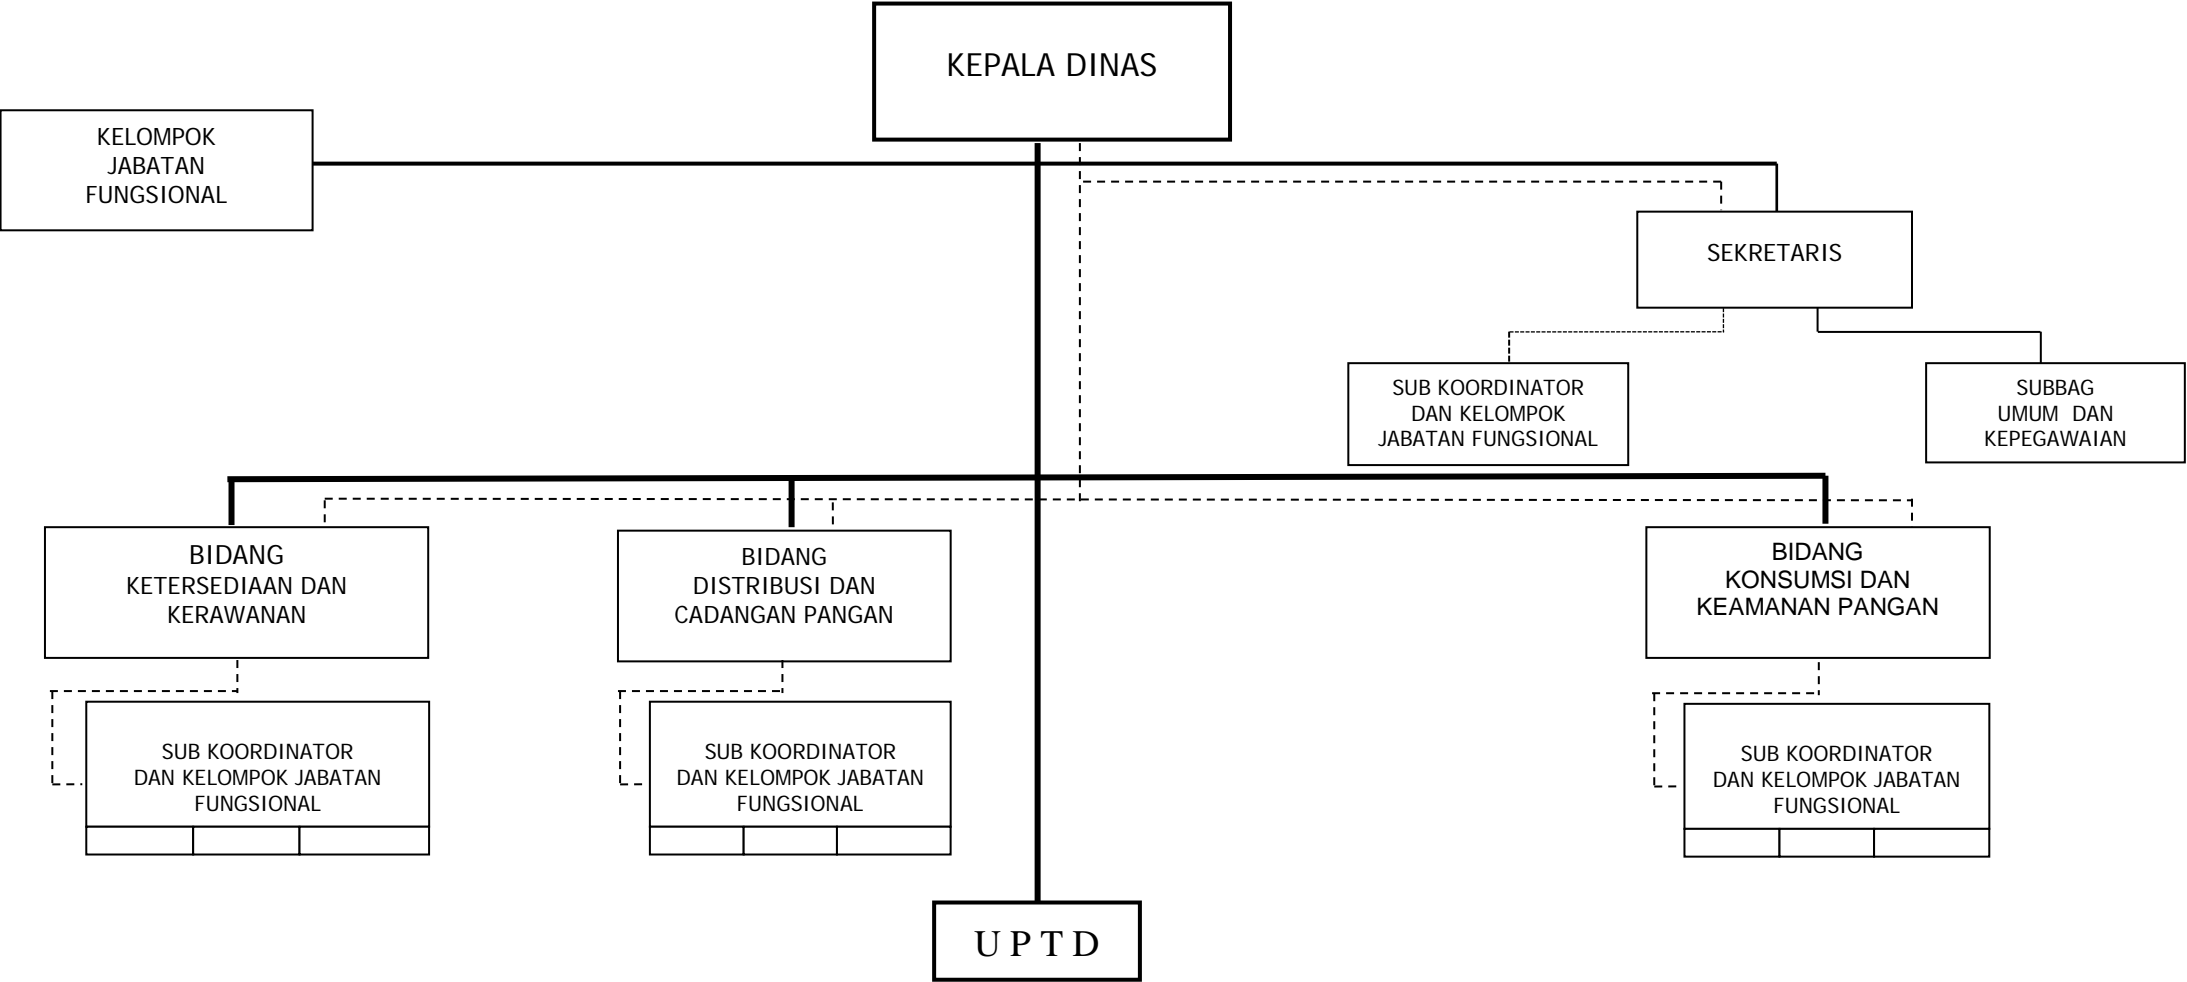 KEPALA DINAS
KELOMPOK
JABATAN
FUNGSIONAL
SEKRETARIS
SUB KOORDINATOR
DAN KELOMPOK
JABATAN FUNGSIONAL
SUBBAG
UMUM DAN
KEPEGAWAIAN
BIDANG
KETERSEDIAAN DAN
KERAWANAN
BIDANG
DISTRIBUSI DAN
CADANGAN PANGAN
BIDANG
KONSUMSI DAN
KEAMANAN PANGAN
SUB KOORDINATOR
DAN KELOMPOK JABATAN
FUNGSIONAL
SUB KOORDINATOR
DAN KELOMPOK JABATAN
FUNGSIONAL
SUB KOORDINATOR
DAN KELOMPOK JABATAN
FUNGSIONAL
U P T D